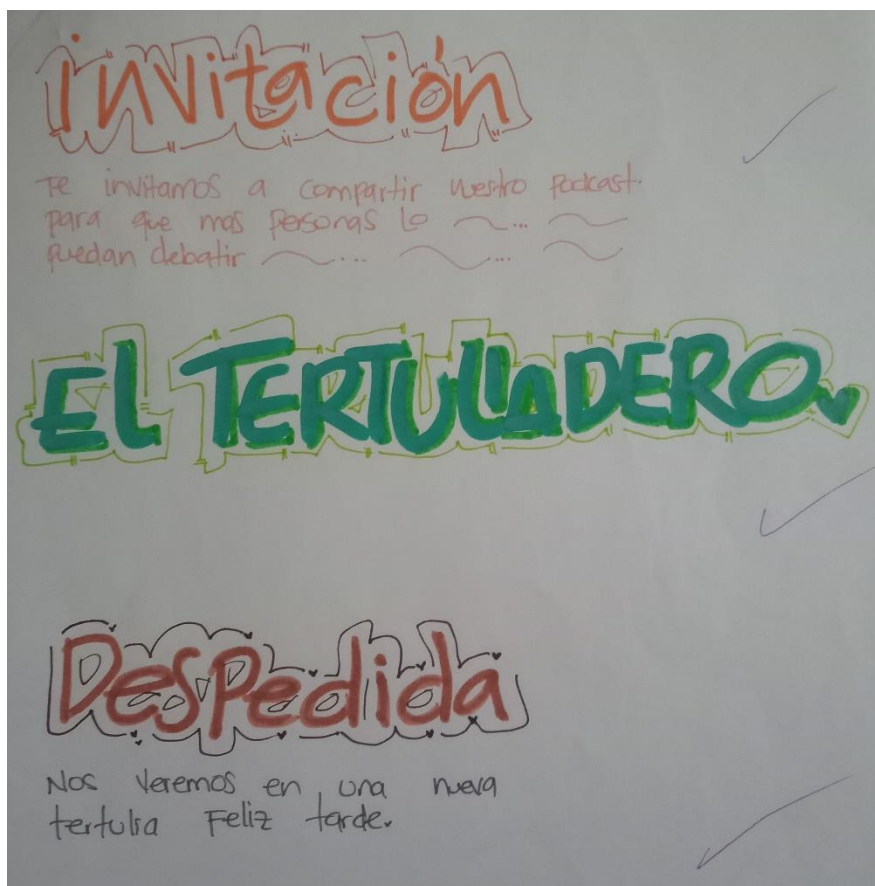 invitación
Te invitamos a compartir nuestro podcast.
para que mas personas lo ~... ~
puedan debatir ~... ~... ~
EL TERTULIADERO.
Despedida
Nos veremos en una nueva
tertulia Feliz tarde.